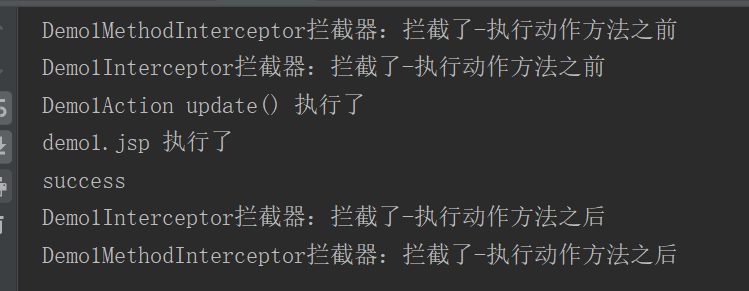 Demo1MethodInterceptor拦截器：拦截了-执行动作方法之前
Demo1Interceptor拦截器：拦截了-执行动作方法之前
Demo1Action update() 执行了
demo1.jsp 执行了
success
Demo1Interceptor拦截器：拦截了-执行动作方法之后
Demo1MethodInterceptor拦截器：拦截了-执行动作方法之后